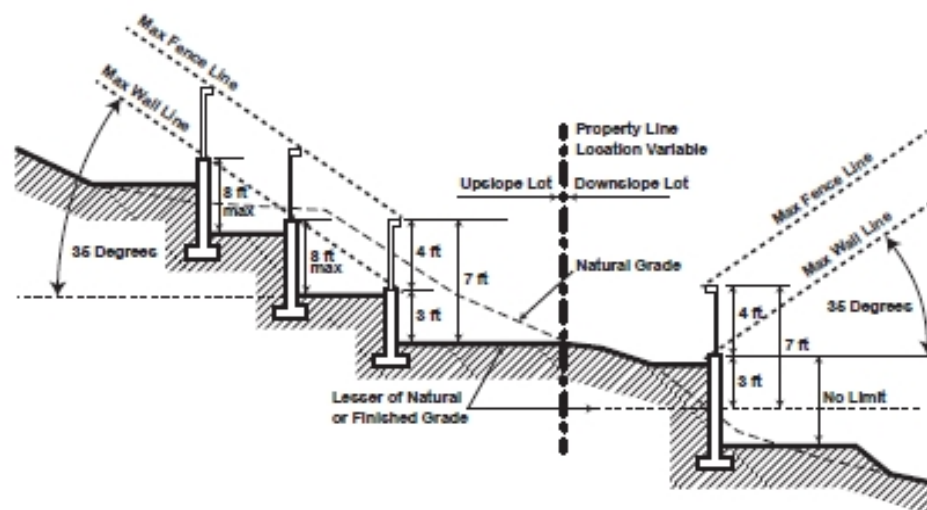 Max Fence Line
Max Wall Line
8 ft
max
35 Degrees
8 ft
max
4 ft
7 ft
3 ft
Property Line
Location Variable
Upslope Lot
Downslope Lot
Natural Grade
Lesser of Natural
or Finished Grade
Max Fence Line
Max Wall Line
35 Degrees
4 ft.
7 ft
3 ft
No Limit